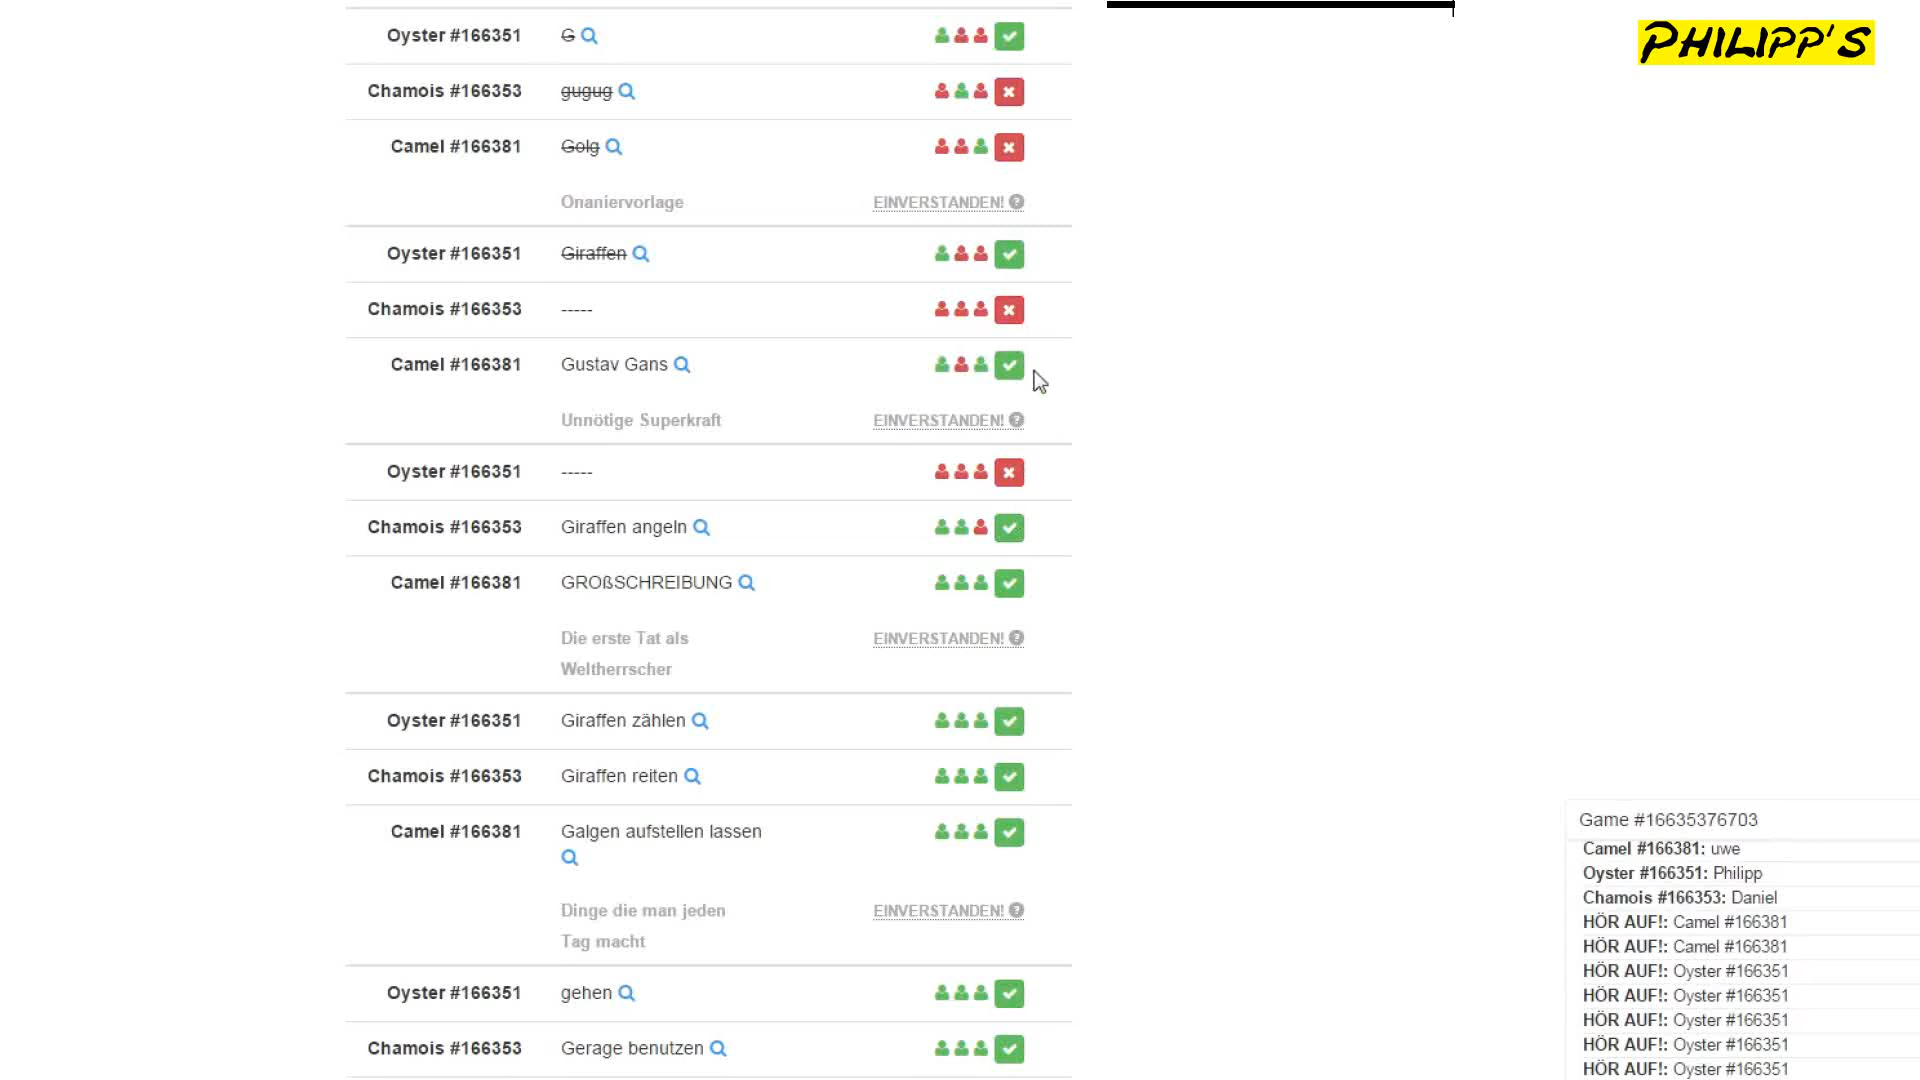 PHILIPP'S
Oyster #166351 G
Chamois #166353 gugug
Camel #166381 Golg
Onaniervorlage EINVERSTANDEN!
Oyster #166351 Giraffen
Chamois #166353 -----
Camel #166381 Gustav Gans
Unnötige Superkraft EINVERSTANDEN!
Oyster #166351 -----
Chamois #166353 Giraffen angeln
Camel #166381 GROßSCHREIBUNG
Die erste Tat als EINVERSTANDEN!
Weltherrscher
Oyster #166351 Giraffen zählen
Chamois #166353 Giraffen reiten
Camel #166381 Galgen aufstellen lassen
Dinge die man jeden EINVERSTANDEN!
Tag macht
Oyster #166351 gehen
Chamois #166353 Gerage benutzen
Game #16635376703
Camel #166381: uwe
Oyster #166351: Philipp
Chamois #166353: Daniel
HÖR AUF!: Camel #166381
HÖR AUF!: Camel #166381
HÖR AUF!: Oyster #166351
HÖR AUF!: Oyster #166351
HÖR AUF!: Oyster #166351
HÖR AUF!: Oyster #166351
HÖR AUF!: Oyster #166351